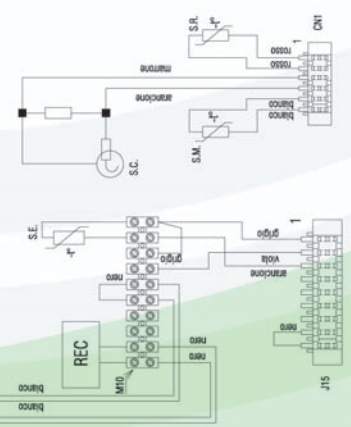 S.R.
CN1
1
rosso
rosso
marrone
arancione
bianco
bianco
S.C.
S.M.
S.E.
grigio
1
viola
grigio
arancione
nero
nero
REC
nero
nero
M10
J15
bianco
bianco